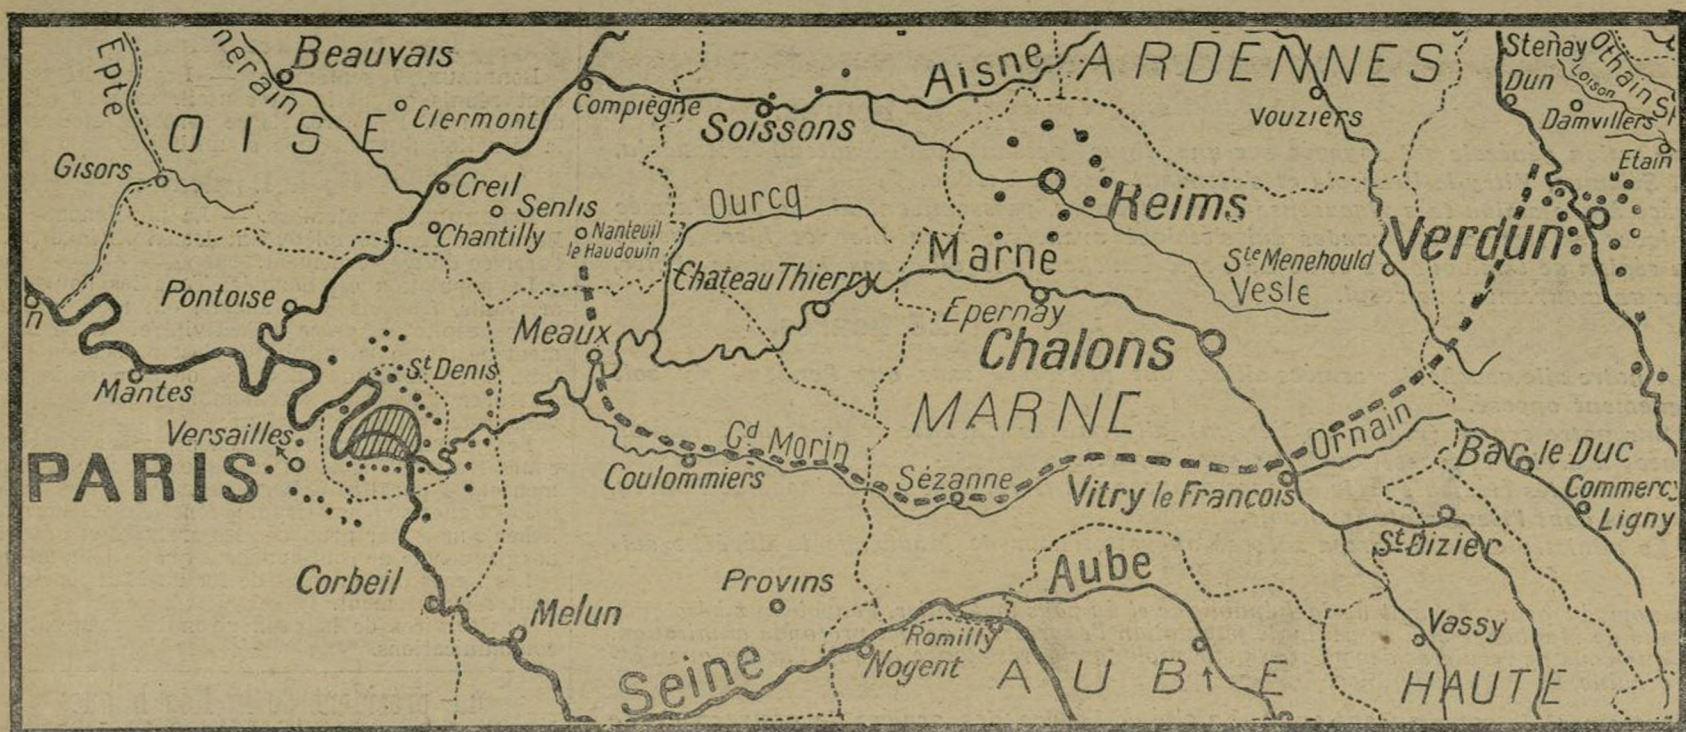 Epte
nerain
Beauvais
Clermont
OISE
Gisors
Compiègne
Soissons
Aisne
ARDENNES
Vouziers
Stenay
Othain
Loison
Dun
Damvillers
Etain
Creil
Senlis
Chantilly
Nanteuil
le Haudouin
Ourcq
Reims
Verdun
Marne
Ste Menehould
Vesle
Pontoise
Chateau Thierry
Epernay
Meaux
Chalons
n
Mantes
St Denis
MARNE
Versailles
PARIS
Gd Morin
Coulommiers
Sézanne
Ornain
Vitry le François
Bar le Duc
Commercy
Ligny
St Dizier
Corbeil
Melun
Provins
Aube
Romilly
Nogent
Seine
AUBE
Vassy
HAUTE